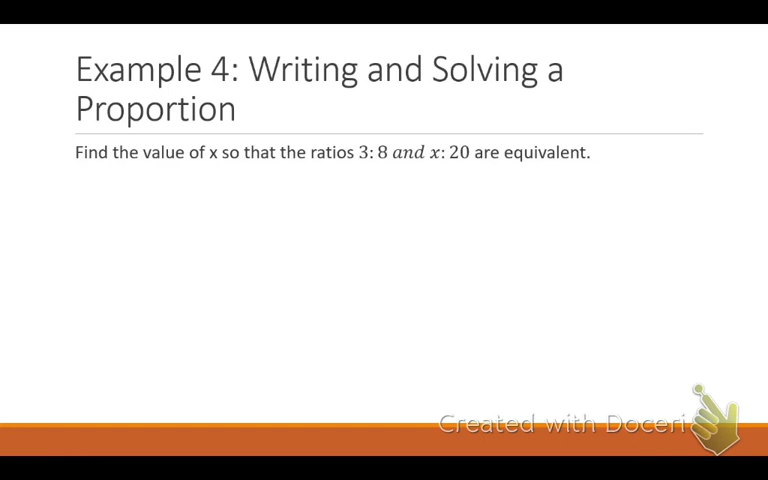 Example 4: Writing and Solving a
Proportion
Find the value of x so that the ratios 3: 8 and x: 20 are equivalent.
Created with Doceri